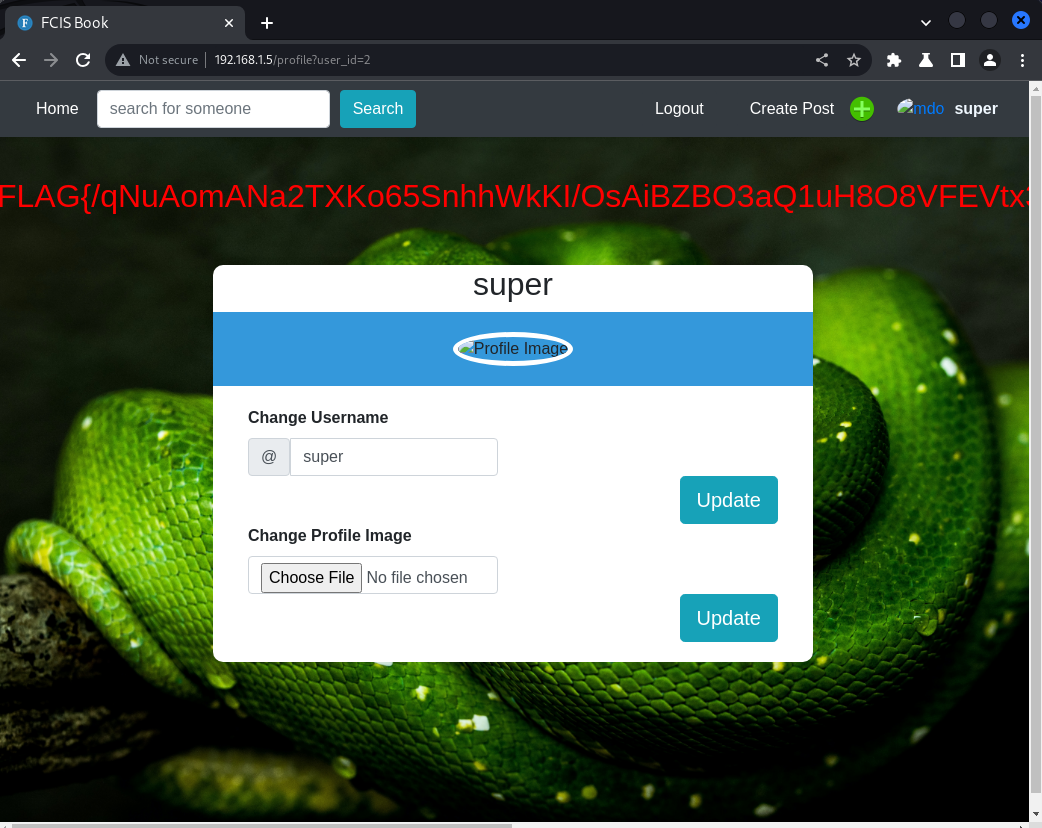 FCIS Book
Not secure 192.168.1.5/profile?user_id=2
Home search for someone Search Logout Create Post mdo super
FLAG{/qNuAomANa2TXKo65SnhhWkKI/OsAiBZBO3aQ1uH8O8VFEVtx
super
Profile Image
Change Username
@ super
Update
Change Profile Image
Choose File No file chosen
Update